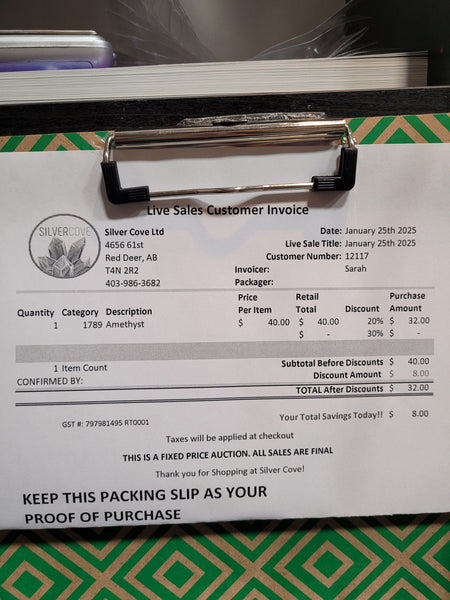 Live Sales Customer Invoice
SILVERCOVE
Silver Cove Ltd
4656 61st
Red Deer, AB
T4N 2R2
403-986-3682
Date: January 25th 2025
Live Sale Title: January 25th 2025
Customer Number: 12117
Invoicer: Sarah
Packager:
Quantity Category Description Price Per Item Retail Total Discount Purchase Amount
1 1789 Amethyst $ 40.00 $ 40.00 20% $ 32.00
$ - 30% $ -
1 Item Count
CONFIRMED BY:
Subtotal Before Discounts $ 40.00
Discount Amount $ 8.00
TOTAL After Discounts $ 32.00
GST #: 797981495 RT0001
Your Total Savings Today!! $ 8.00
Taxes will be applied at checkout
THIS IS A FIXED PRICE AUCTION. ALL SALES ARE FINAL
Thank you for Shopping at Silver Cove!
KEEP THIS PACKING SLIP AS YOUR
PROOF OF PURCHASE